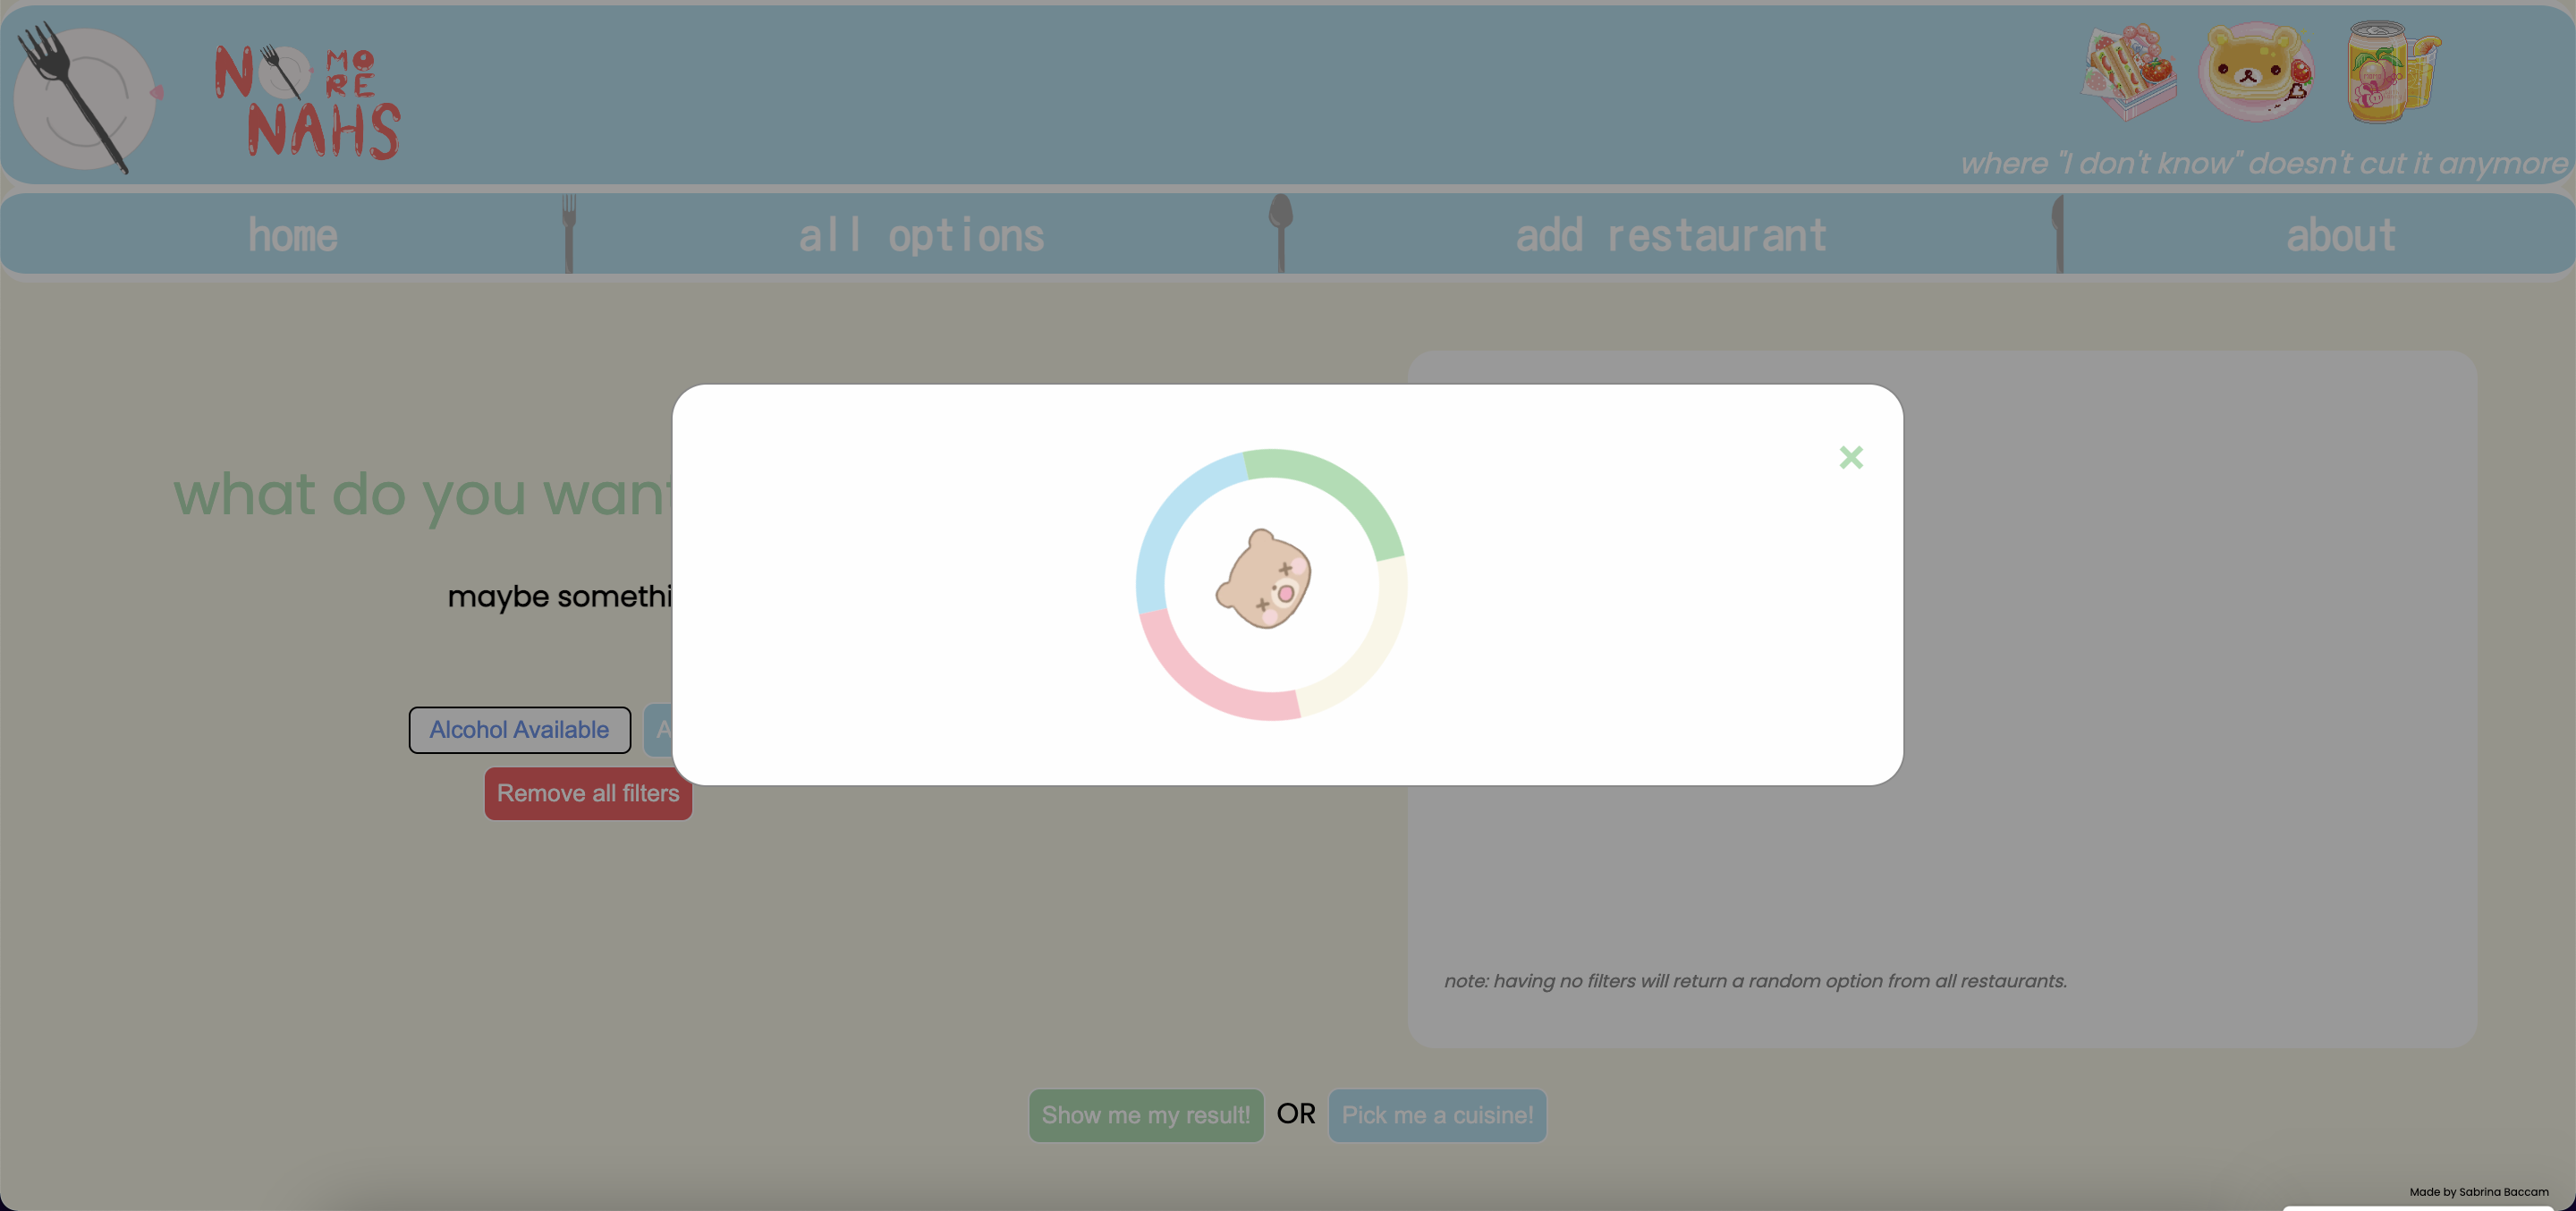 NO MORE
NAHS
where "I don't know" doesn't cut it anymore
home
all options
add restaurant
about
what do you want
maybe somethi
Alcohol Available
A
Remove all filters
note: having no filters will return a random option from all restaurants.
Show me my result!
OR
Pick me a cuisine!
Made by Sabrina Baccam